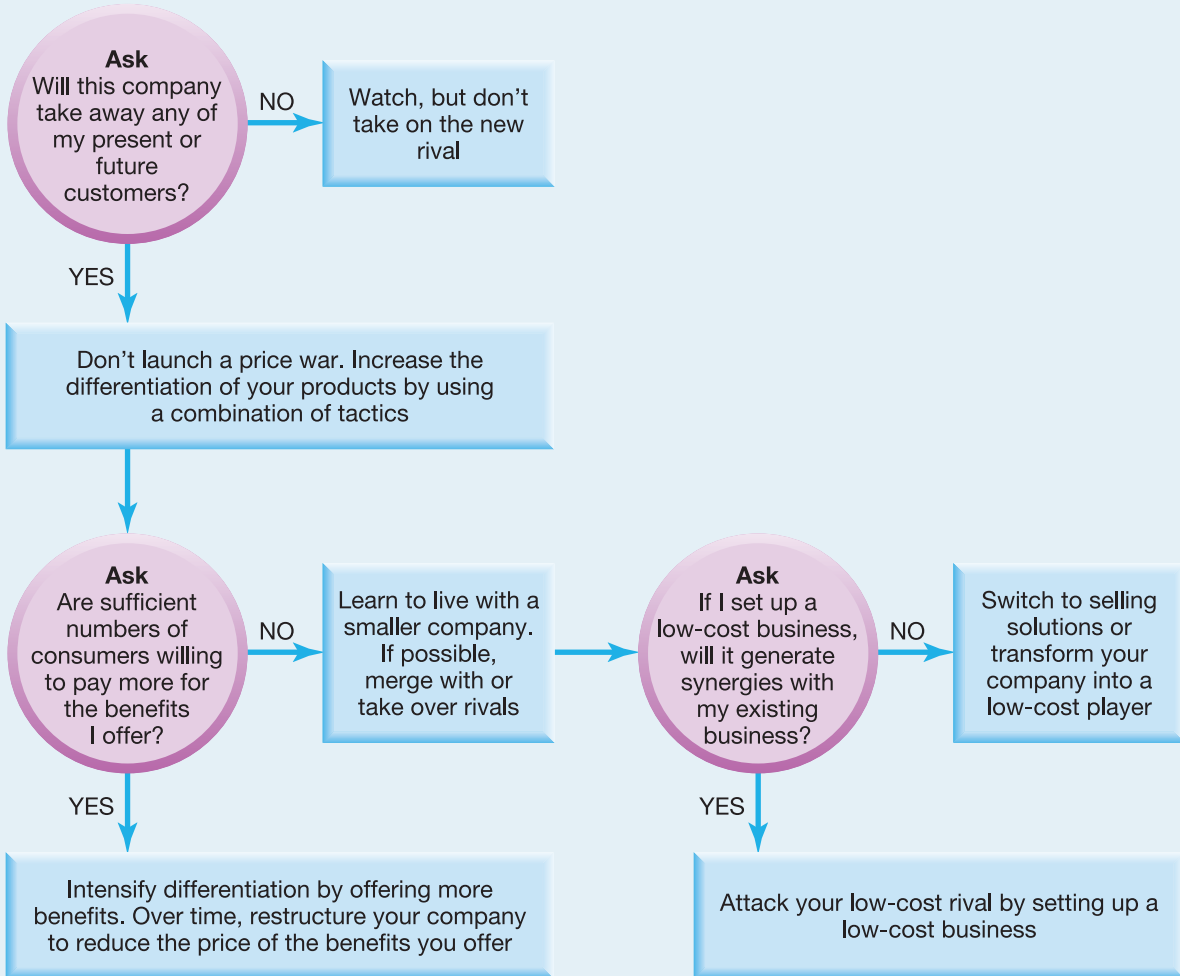 Ask
Will this company
take away any of
my present or
future
customers?
NO
Watch, but don’t
take on the new
rival
YES
Don’t launch a price war. Increase the
differentiation of your products by using
a combination of tactics
Ask
Are sufficient
numbers of
consumers willing
to pay more for
the benefits
I offer?
NO
Learn to live with a
smaller company.
If possible,
merge with or
take over rivals
Ask
If I set up a
low-cost business,
will it generate
synergies with
my existing
business?
NO
Switch to selling
solutions or
transform your
company into a
low-cost player
YES
Intensify differentiation by offering more
benefits. Over time, restructure your company
to reduce the price of the benefits you offer
YES
Attack your low-cost rival by setting up a
low-cost business